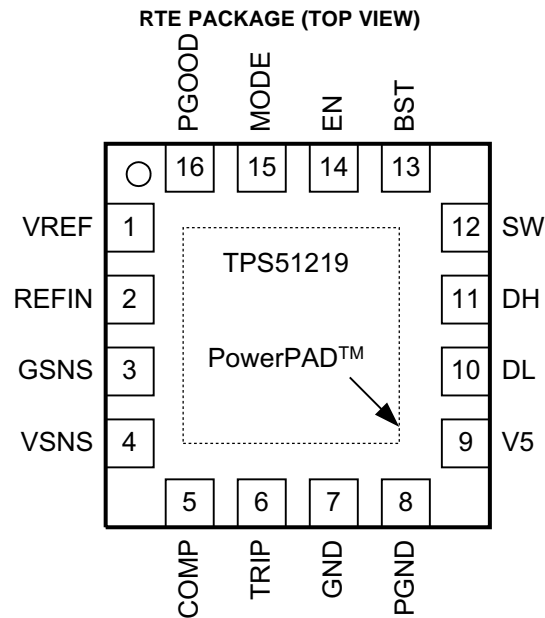 RTE PACKAGE (TOP VIEW)
PGOOD
MODE
EN
BST
16
15
14
13
VREF 1
12 SW
TPS51219
REFIN 2
11 DH
GSNS 3
PowerPAD™
10 DL
VSNS 4
9 V5
5
6
7
8
COMP
TRIP
GND
PGND